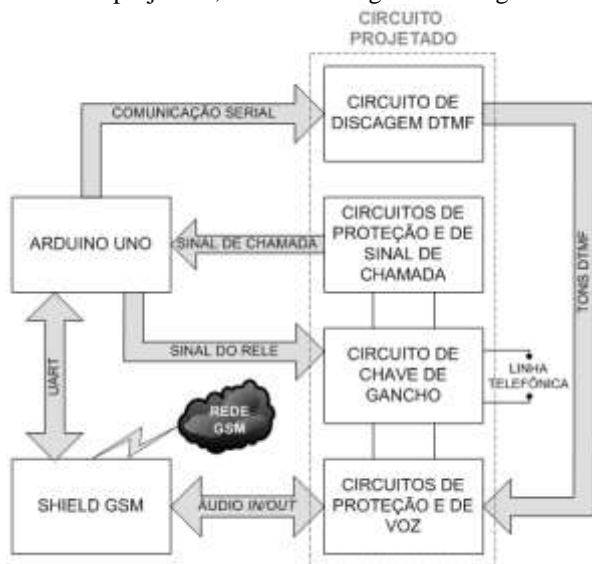 CIRCUITO
PROJETADO
CIRCUITO DE
DISCAGEM DTMF
COMUNICAÇÃO SERIAL
CIRCUITOS DE
PROTEÇÃO E DE
SINAL DE
CHAMADA
ARDUINO UNO
SINAL DE CHAMADA
TONS DTMF
SINAL DO RELE
CIRCUITO DE
CHAVE DE
GANCHO
LINHA
TELEFÔNICA
UART
REDE
GSM
SHIELD GSM
ÁUDIO IN/OUT
CIRCUITOS DE
PROTEÇÃO E DE
VOZ